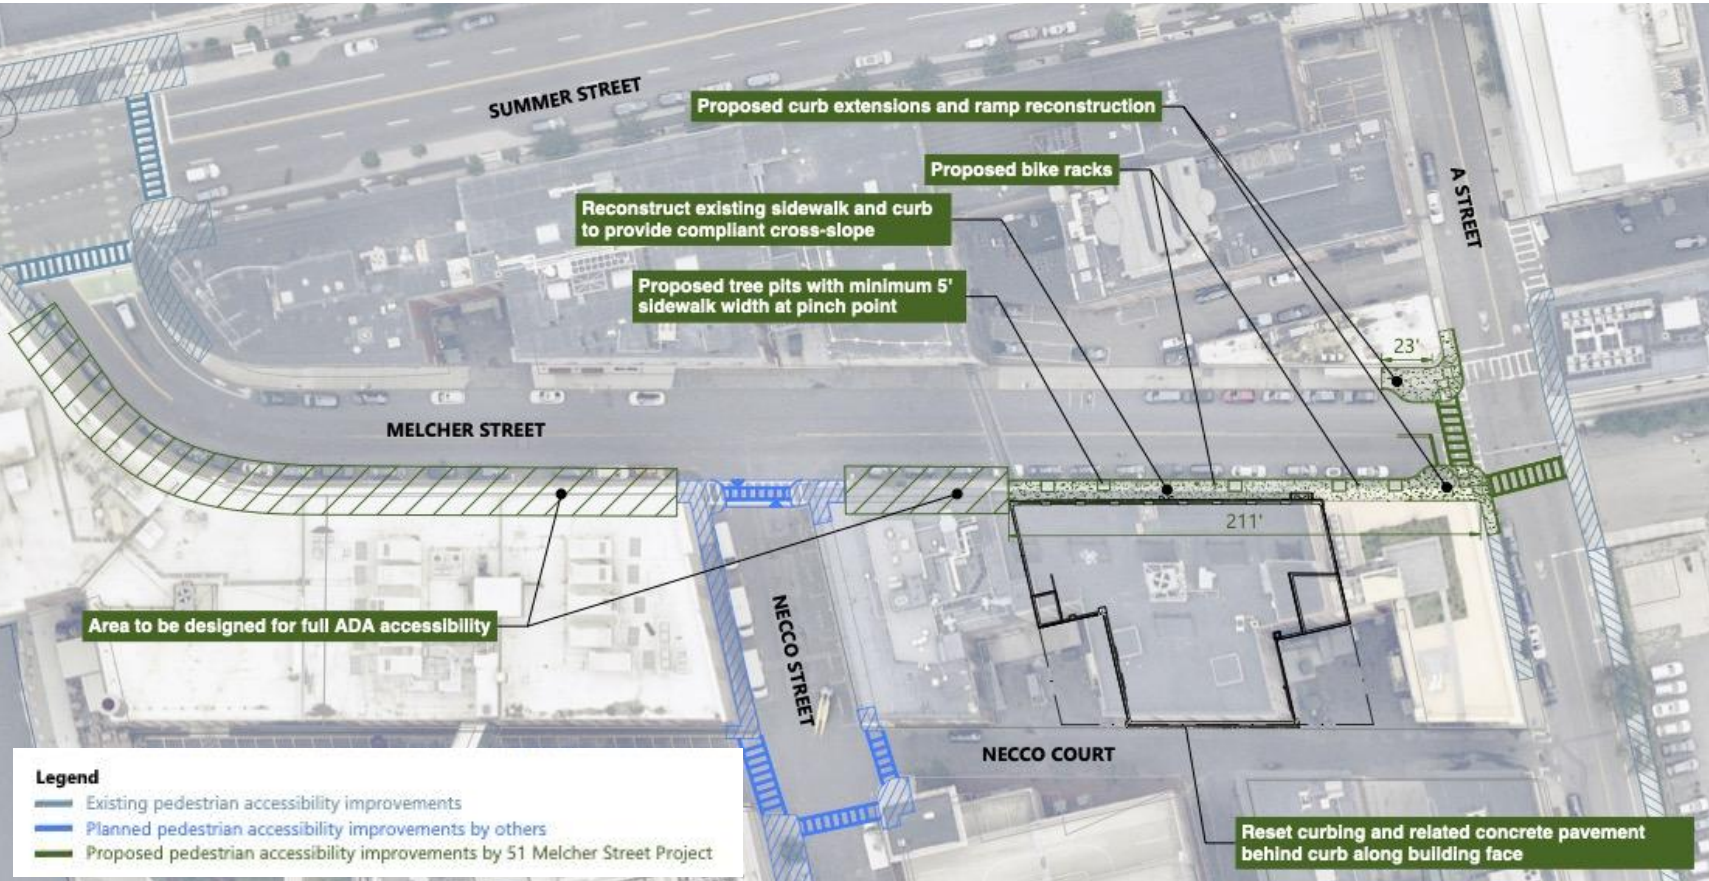 SUMMER STREET
Proposed curb extensions and ramp reconstruction
Proposed bike racks
A STREET
Reconstruct existing sidewalk and curb
to provide compliant cross-slope
Proposed tree pits with minimum 5'
sidewalk width at pinch point
23'
MELCHER STREET
211'
Area to be designed for full ADA accessibility
NECCO STREET
NECCO COURT
Legend
Existing pedestrian accessibility improvements
Planned pedestrian accessibility improvements by others
Proposed pedestrian accessibility improvements by 51 Melcher Street Project
Reset curbing and related concrete pavement
behind curb along building face